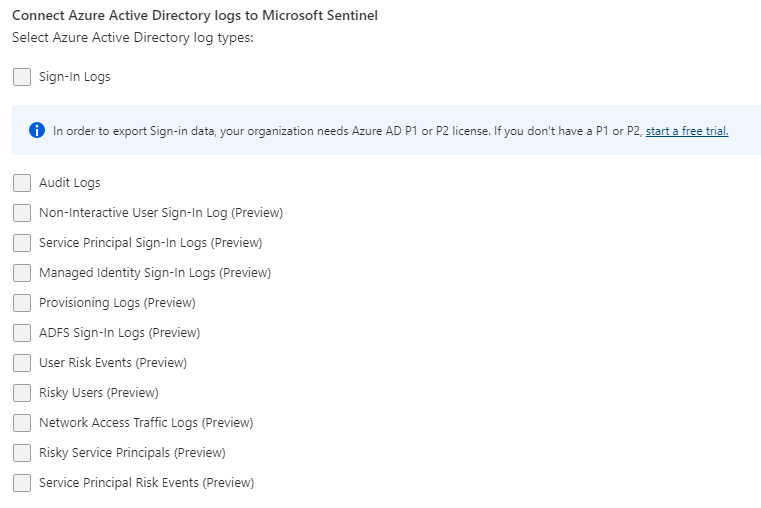 Connect Azure Active Directory logs to Microsoft Sentinel
Select Azure Active Directory log types:
Sign-In Logs
In order to export Sign-in data, your organization needs Azure AD P1 or P2 license. If you don't have a P1 or P2, start a free trial.
Audit Logs
Non-Interactive User Sign-In Log (Preview)
Service Principal Sign-In Logs (Preview)
Managed Identity Sign-In Logs (Preview)
Provisioning Logs (Preview)
ADFS Sign-In Logs (Preview)
User Risk Events (Preview)
Risky Users (Preview)
Network Access Traffic Logs (Preview)
Risky Service Principals (Preview)
Service Principal Risk Events (Preview)